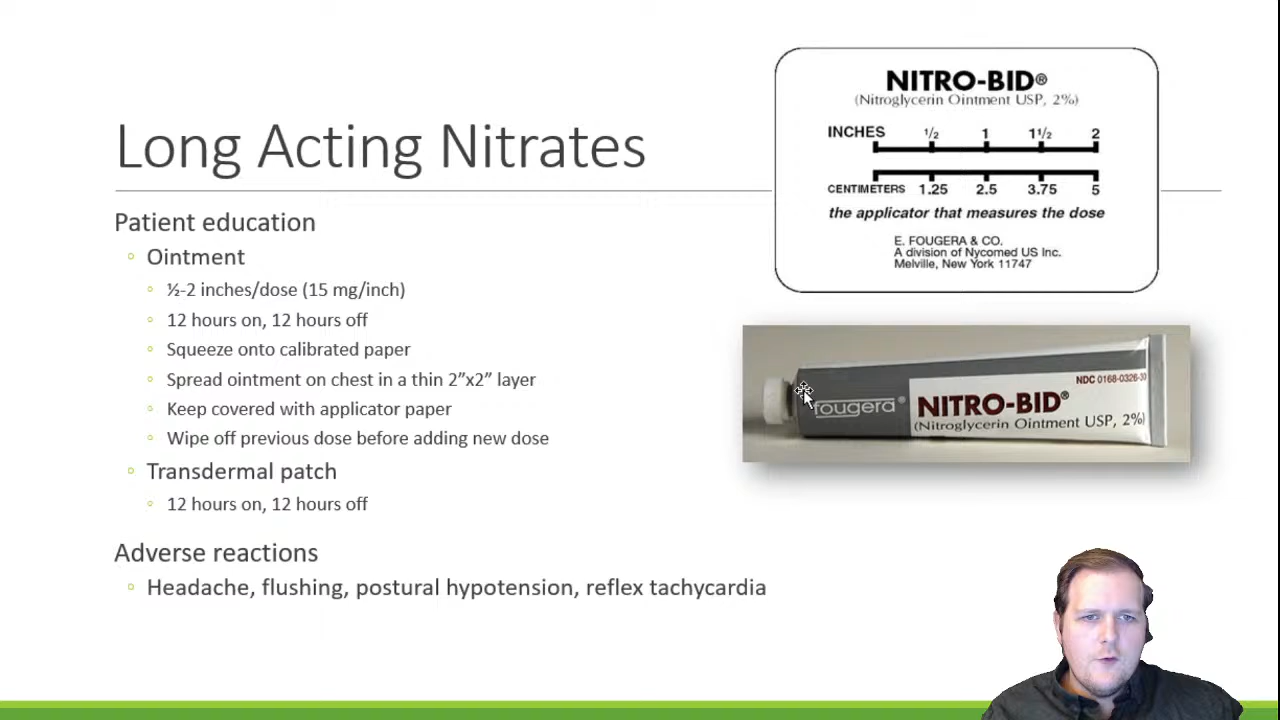 Long Acting Nitrates
Patient education
Ointment
½-2 inches/dose (15 mg/inch)
12 hours on, 12 hours off
Squeeze onto calibrated paper
Spread ointment on chest in a thin 2”x2” layer
Keep covered with applicator paper
Wipe off previous dose before adding new dose
Transdermal patch
12 hours on, 12 hours off
Adverse reactions
Headache, flushing, postural hypotension, reflex tachycardia
NITRO-BID®
(Nitroglycerin Ointment USP, 2%)
INCHES 1/2 1 1 1/2 2
CENTIMETERS 1.25 2.5 3.75 5
the applicator that measures the dose
E. FOUGERA & CO.
A division of Nycomed US Inc.
Melville, New York 11747
NDC 0168-0326-30
fougera®
NITRO-BID®
(Nitroglycerin Ointment USP, 2%)